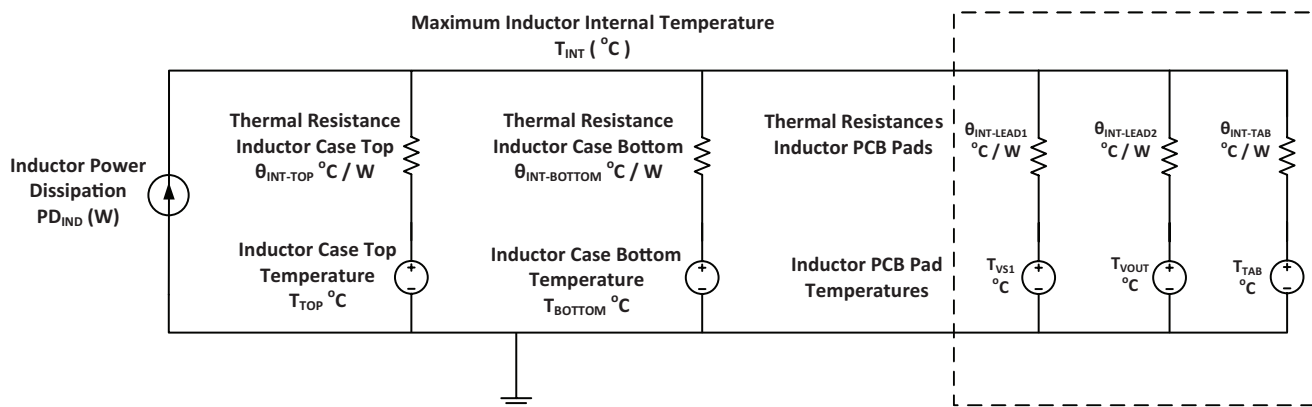 Maximum Inductor Internal Temperature
T_INT ( °C )
Thermal Resistance
Inductor Case Top
θ_INT-TOP °C / W
Thermal Resistance
Inductor Case Bottom
θ_INT-BOTTOM °C / W
Thermal Resistances
Inductor PCB Pads
θ_INT-LEAD1
°C / W
θ_INT-LEAD2
°C / W
θ_INT-TAB
°C / W
Inductor Power
Dissipation
PD_IND (W)
Inductor Case Top
Temperature
T_TOP °C
+
−
Inductor Case Bottom
Temperature
T_BOTTOM °C
+
−
Inductor PCB Pad
Temperatures
T_VS1
°C
+
−
T_VOUT
°C
+
−
T_TAB
°C
+
−